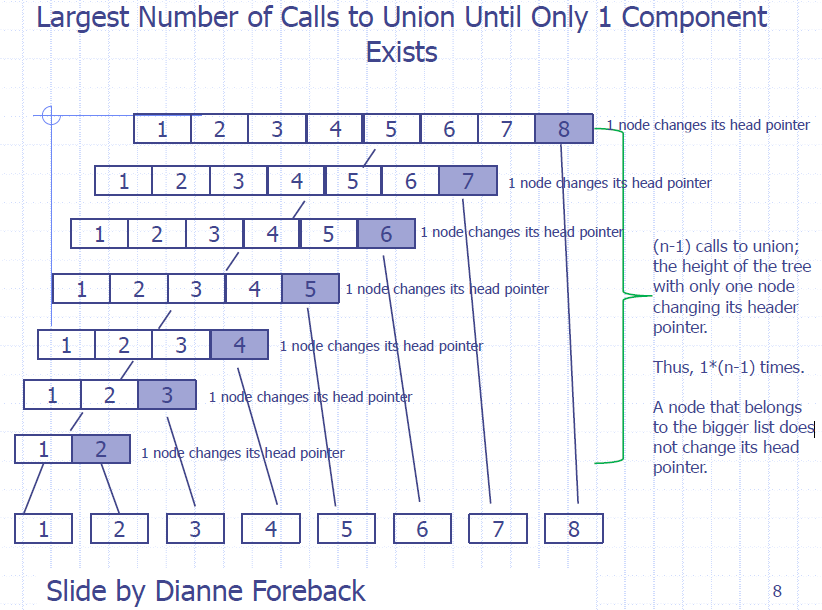 Largest Number of Calls to Union Until Only 1 Component
Exists
1 2 3 4 5 6 7 8 1 node changes its head pointer
1 2 3 4 5 6 7 1 node changes its head pointer
1 2 3 4 5 6 1 node changes its head pointer
1 2 3 4 5 1 node changes its head pointer
1 2 3 4 1 node changes its head pointer
1 2 3 1 node changes its head pointer
1 2 1 node changes its head pointer
1 2 3 4 5 6 7 8
(n-1) calls to union;
the height of the tree
with only one node
changing its header
pointer.
Thus, 1*(n-1) times.
A node that belongs
to the bigger list does
not change its head
pointer.
Slide by Dianne Foreback
8